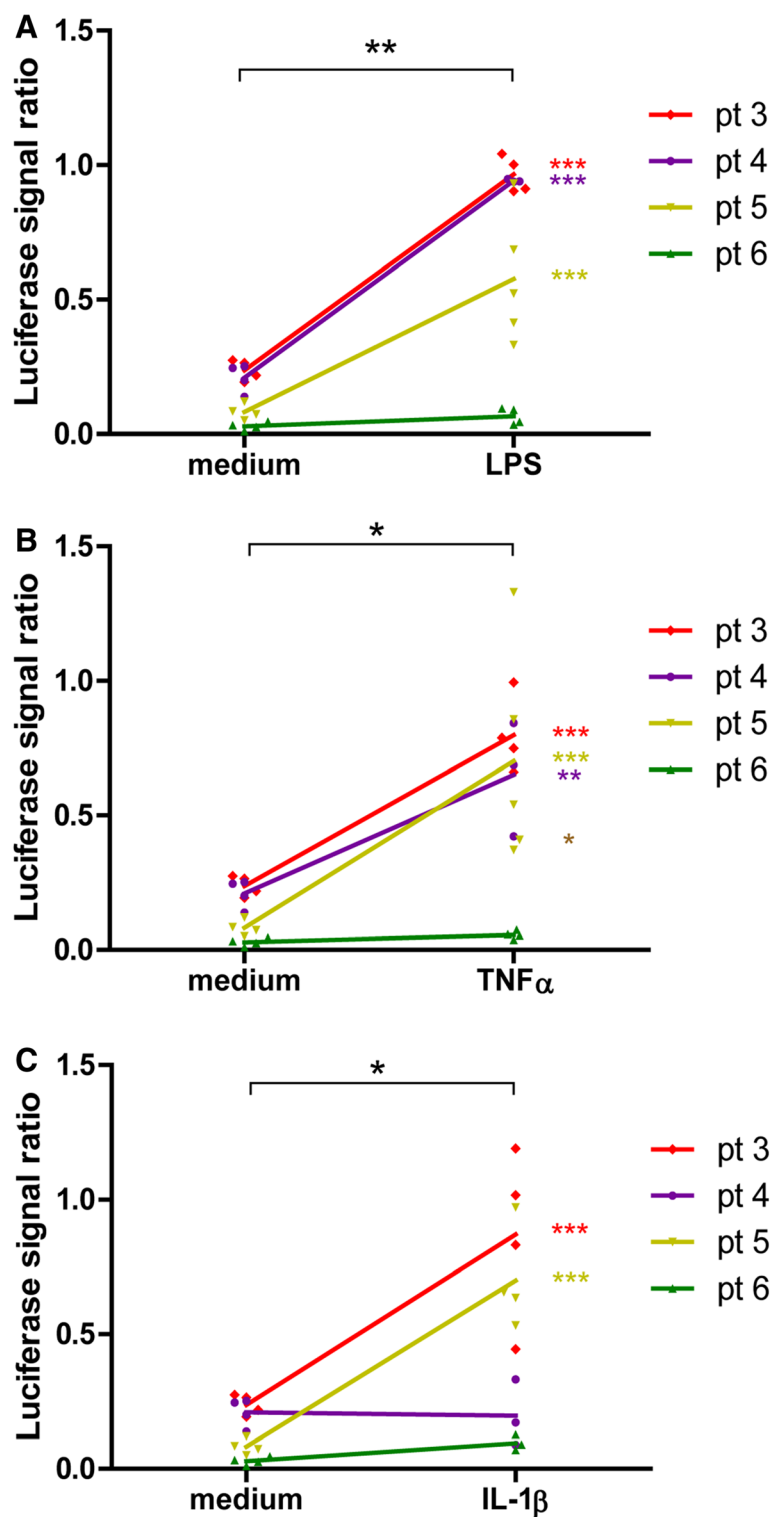 A
Luciferase signal ratio
1.5
1.0
0.5
0.0
**
***
***
***
medium
LPS
pt 3
pt 4
pt 5
pt 6
B
Luciferase signal ratio
1.5
1.0
0.5
0.0
*
***
***
**
*
medium
TNFα
pt 3
pt 4
pt 5
pt 6
C
Luciferase signal ratio
1.5
1.0
0.5
0.0
*
***
***
medium
IL-1β
pt 3
pt 4
pt 5
pt 6